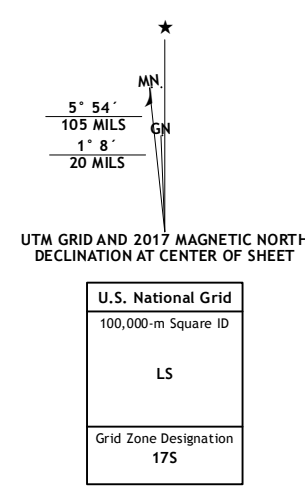 MN.
5° 54´
105 MILS
GN
1° 8´
20 MILS
UTM GRID AND 2017 MAGNETIC NORTH
DECLINATION AT CENTER OF SHEET
U.S. National Grid
100,000-m Square ID
LS
Grid Zone Designation
17S